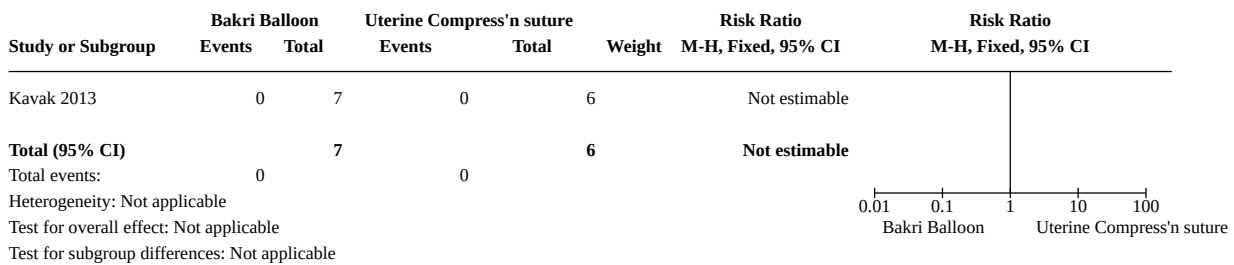 Bakri Balloon Uterine Compress'n suture Risk Ratio Risk Ratio
Study or Subgroup Events Total Events Total Weight M-H, Fixed, 95% CI M-H, Fixed, 95% CI
Kavak 2013 0 7 0 6 Not estimable
Total (95% CI) 7 6 Not estimable
Total events: 0 0
Heterogeneity: Not applicable
0.01 0.1 1 10 100
Test for overall effect: Not applicable Bakri Balloon Uterine Compress'n suture
Test for subgroup differences: Not applicable